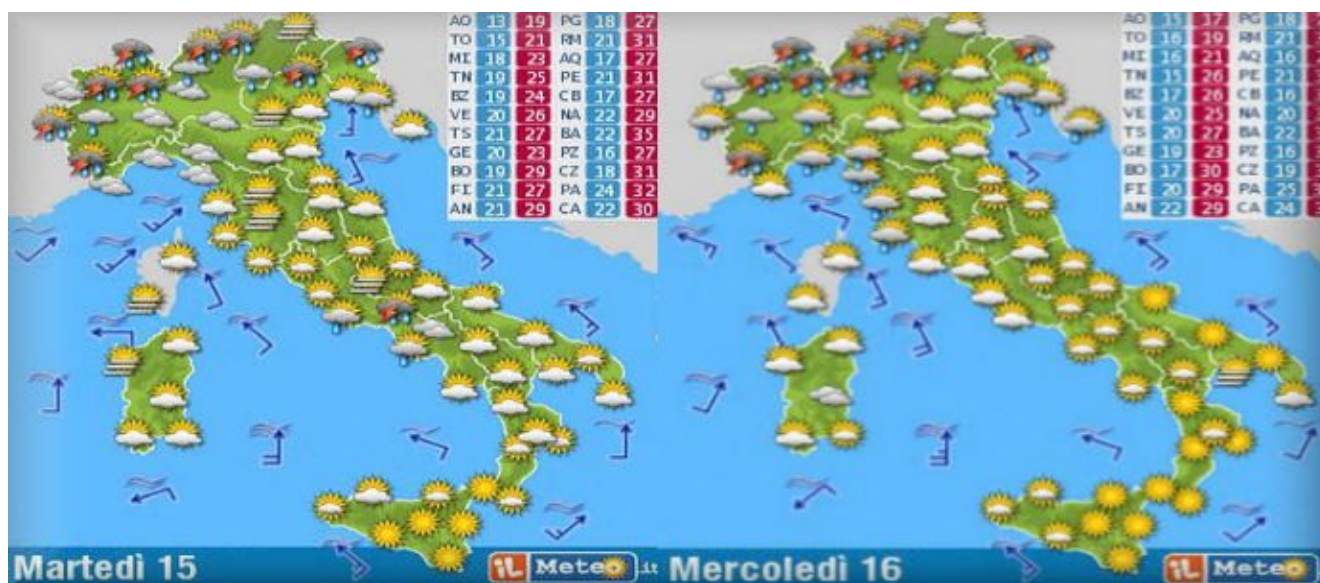 AO 13 19 PG 18 27
TO 15 21 RM 21 31
MI 18 23 AQ 17 27
TN 19 25 PE 21 31
BZ 19 24 CB 17 27
VE 20 26 NA 22 29
TS 21 27 BA 22 35
GE 20 23 PZ 16 27
BO 19 29 CZ 18 31
FI 21 27 PA 24 32
AN 21 29 CA 22 30
Martedì 15
iL Meteo.it
AO 15 17 PG 18
TO 16 19 RM 21
MI 16 21 AQ 16
TN 15 26 PE 21
BZ 17 26 CB 16
VE 20 25 NA 20
TS 20 27 BA 22
GE 19 23 PZ 16
BO 17 30 CZ 19
FI 20 29 PA 25
AN 22 29 CA 24
Mercoledì 16
iL Meteo